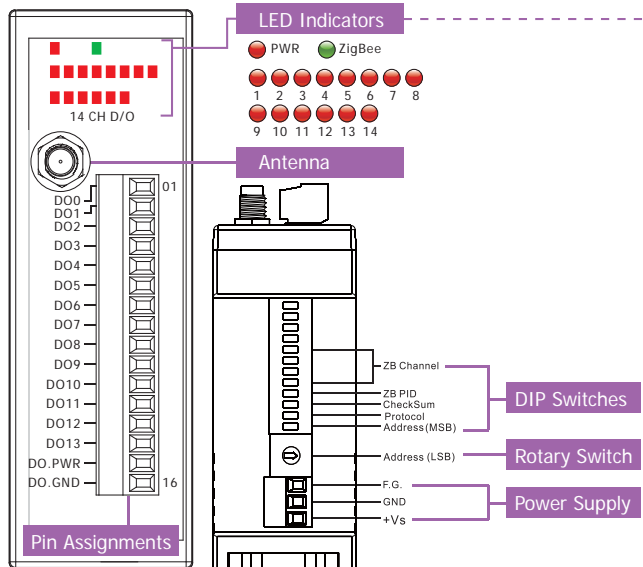 LED Indicators
PWR ZigBee
1 2 3 4 5 6 7 8
9 10 11 12 13 14
14 CH D/O
Antenna
01
DO0
DO1
DO2
DO3
DO4
DO5
DO6
DO7
DO8
DO9
DO10
DO11
DO12
DO13
DO.PWR
DO.GND 16
Pin Assignments
ZB Channel
ZB PID
CheckSum
Protocol
Address(MSB)
DIP Switches
Address (LSB)
Rotary Switch
F.G.
GND
+Vs
Power Supply